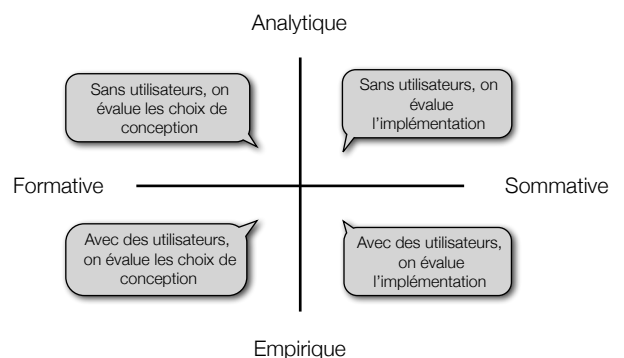 Analytique
Sans utilisateurs, on
évalue les choix de
conception
Sans utilisateurs, on
évalue
l'implémentation
Formative
Sommative
Avec des utilisateurs,
on évalue les choix de
conception
Avec des utilisateurs,
on évalue
l'implémentation
Empirique